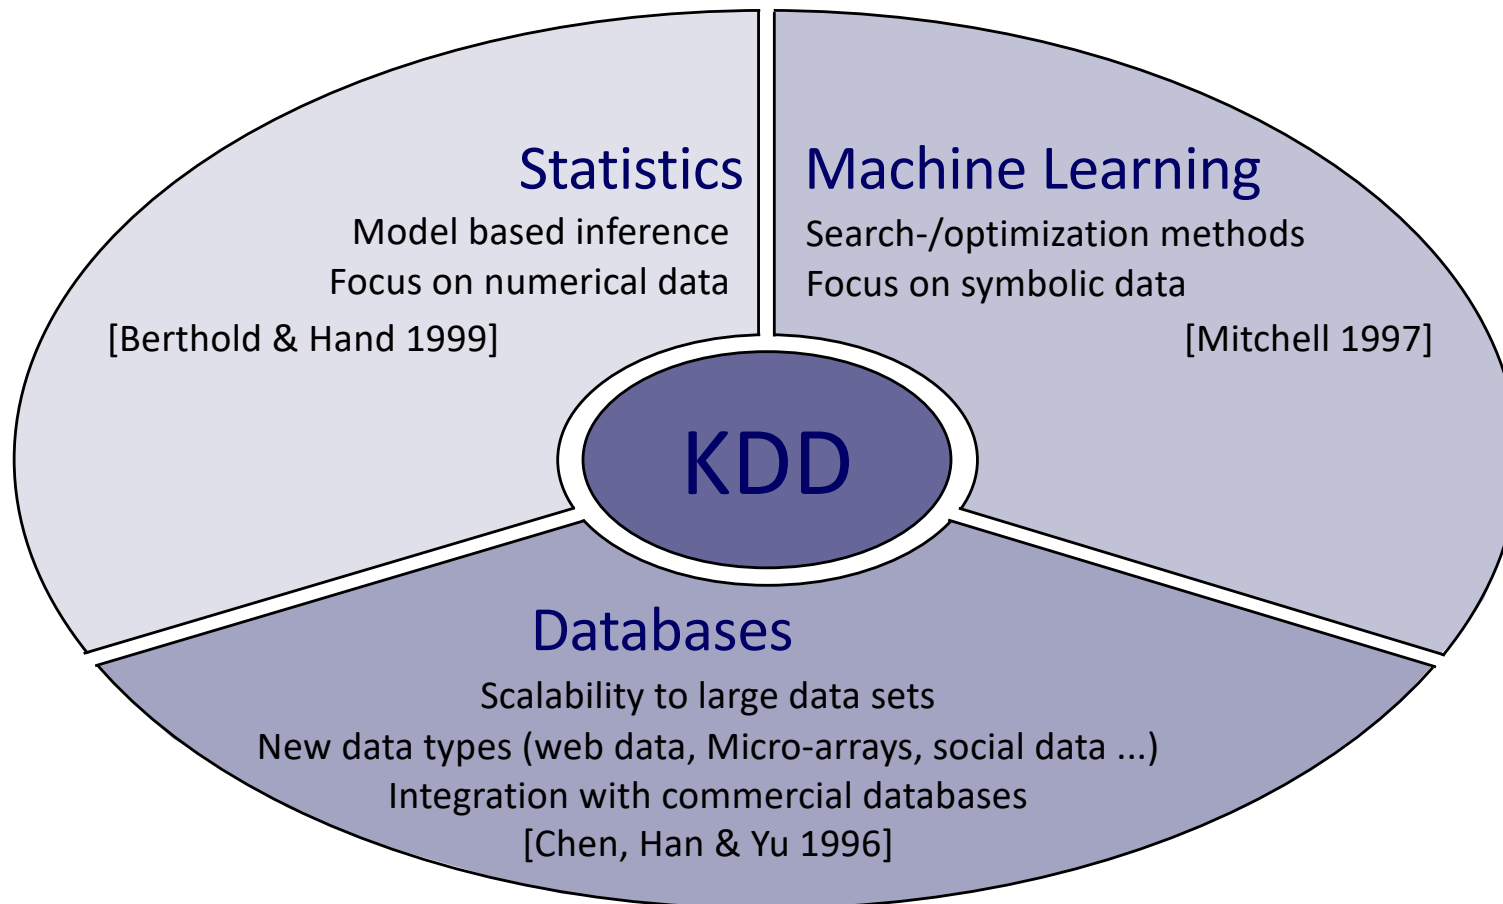 Statistics
Model based inference
Focus on numerical data
[Berthold & Hand 1999]
Machine Learning
Search-/optimization methods
Focus on symbolic data
[Mitchell 1997]
KDD
Databases
Scalability to large data sets
New data types (web data, Micro-arrays, social data ...)
Integration with commercial databases
[Chen, Han & Yu 1996]